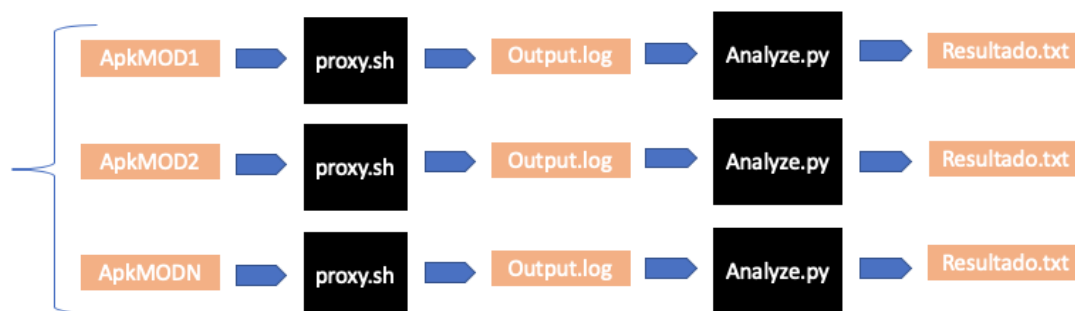 ApkMOD1 proxy.sh Output.log Analyze.py Resultado.txt
ApkMOD2 proxy.sh Output.log Analyze.py Resultado.txt
ApkMODN proxy.sh Output.log Analyze.py Resultado.txt